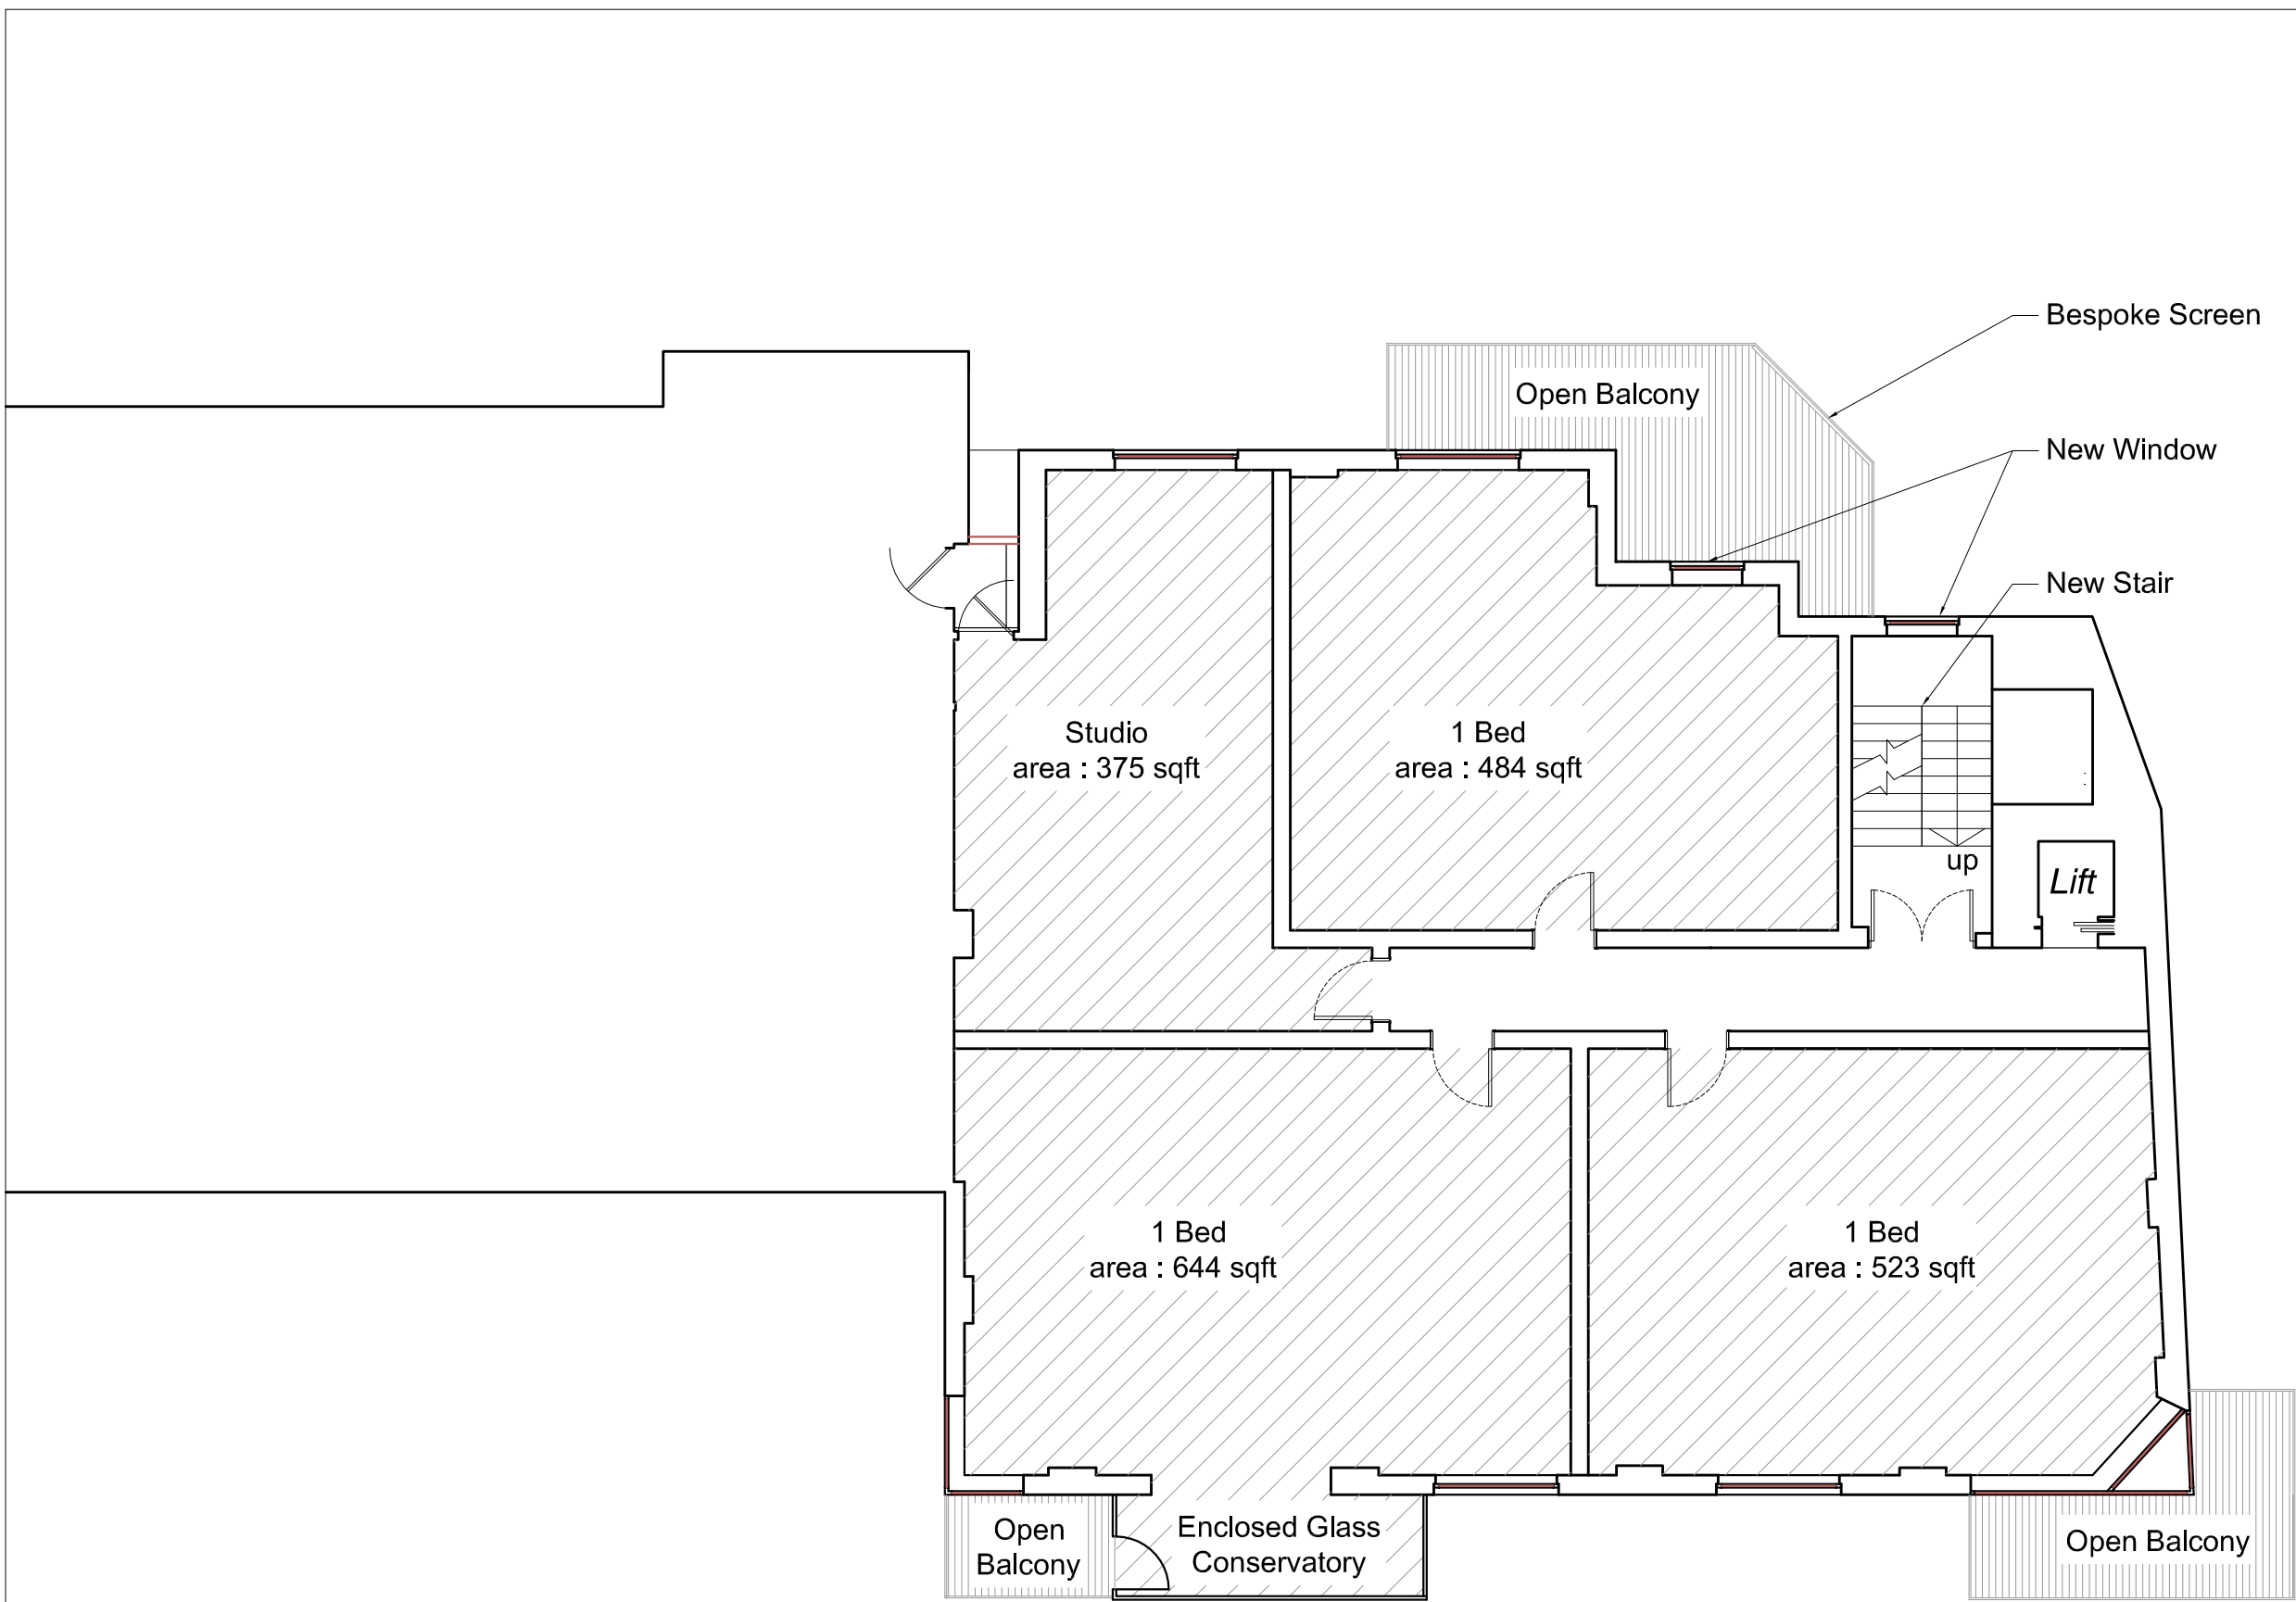 Bespoke Screen
Open Balcony
New Window
New Stair
Studio
area : 375 sqft
1 Bed
area : 484 sqft
up
Lift
1 Bed
area : 644 sqft
1 Bed
area : 523 sqft
Open
Balcony
Enclosed Glass
Conservatory
Open Balcony